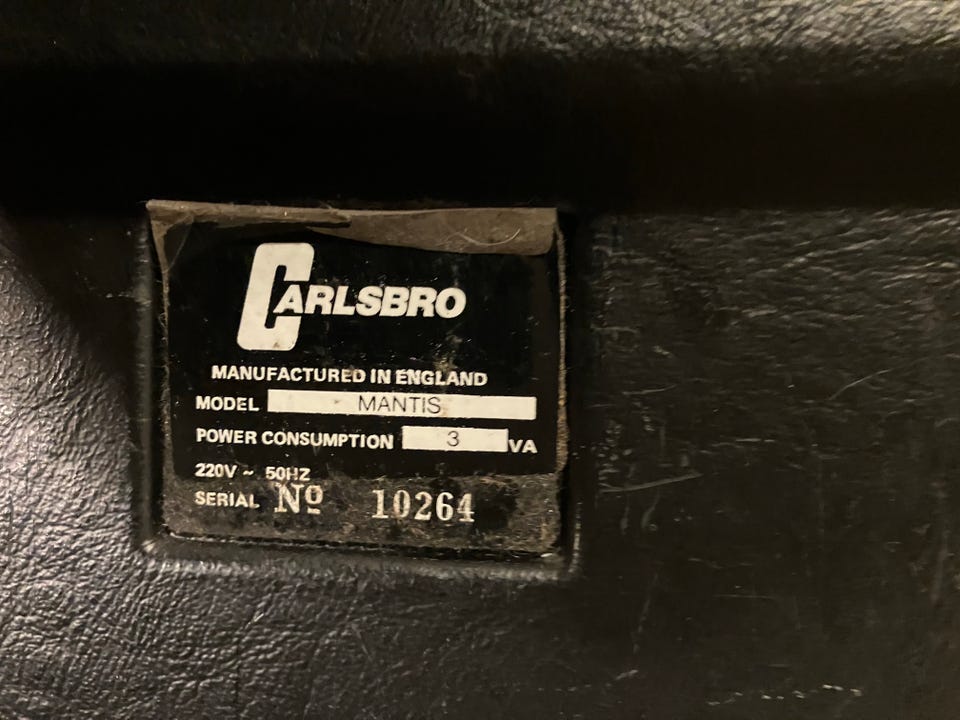 CARLSBRO
MANUFACTURED IN ENGLAND
MODEL MANTIS
POWER CONSUMPTION 3 VA
220V ~ 50HZ
SERIAL Nº 10264